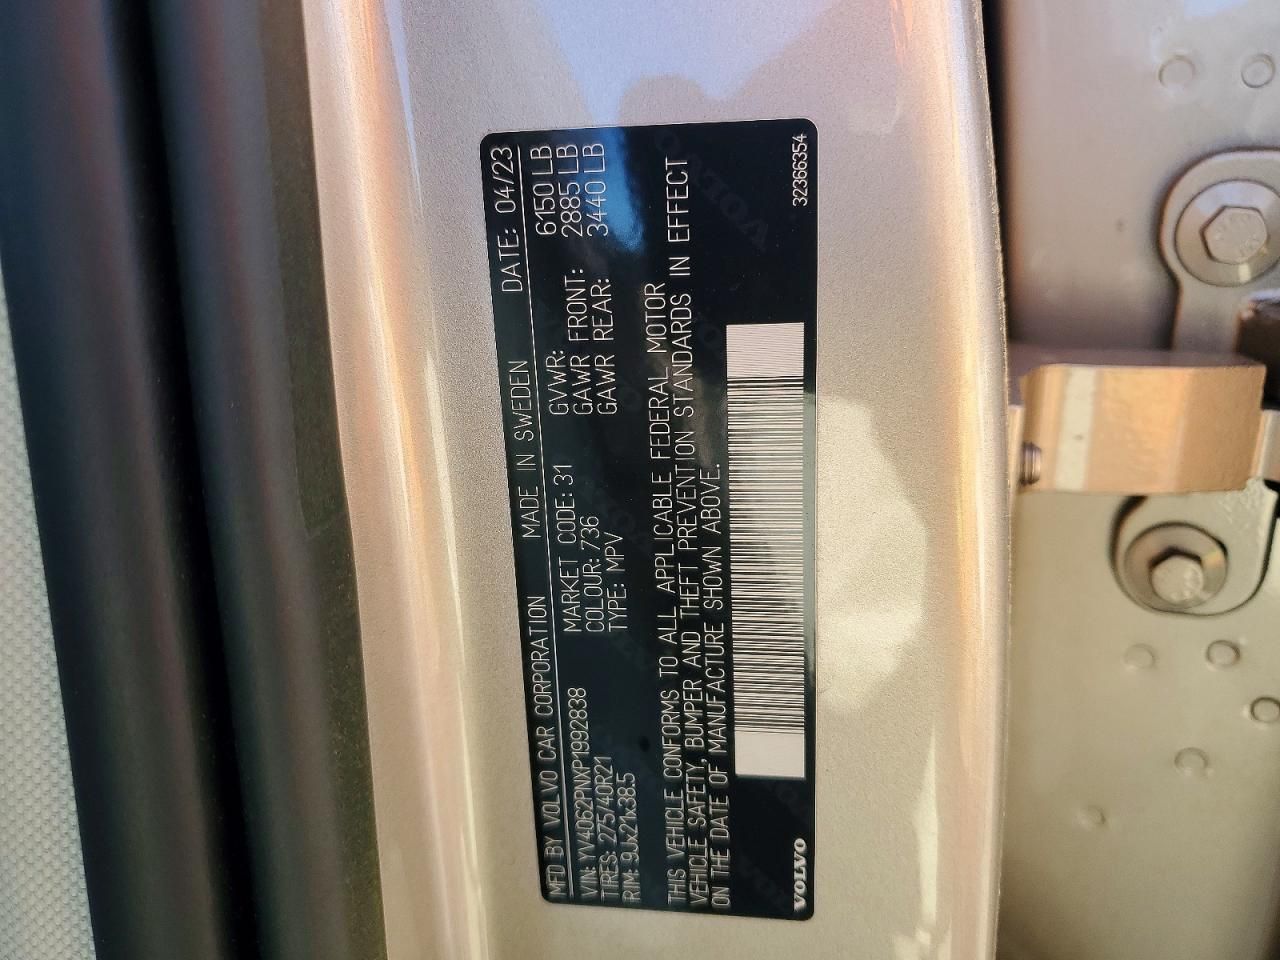 MFD BY VOLVO CAR CORPORATION MADE IN SWEDEN DATE: 04/23
VIN: YV4062PNXP1992838 MARKET CODE: 31 GVWR: 6150 LB
TIRES: 275/40R21 COLOUR: 736 GAWR FRONT: 2885 LB
RIM: 9Jx21x38.5 TYPE: MPV GAWR REAR: 3440 LB
THIS VEHICLE CONFORMS TO ALL APPLICABLE FEDERAL MOTOR
VEHICLE SAFETY, BUMPER AND THEFT PREVENTION STANDARDS IN EFFECT
ON THE DATE OF MANUFACTURE SHOWN ABOVE.
VOLVO 32366354